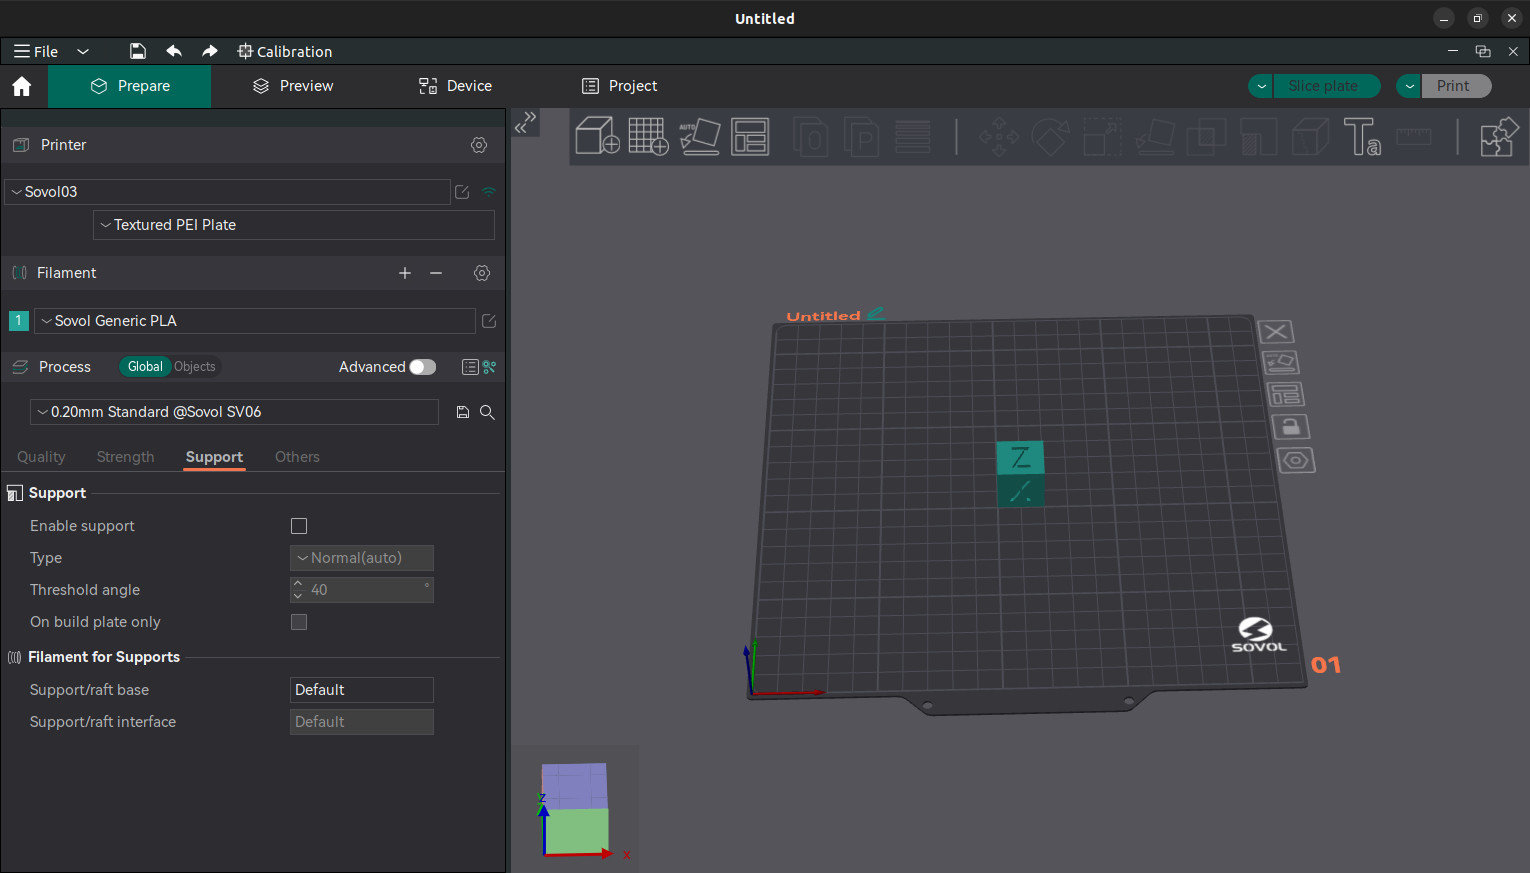 Untitled
File
Calibration
Prepare
Preview
Device
Project
Slice plate
Print
Printer
Sovol03
Textured PEI Plate
Filament
1
Sovol Generic PLA
Process
Global
Objects
Advanced
0.20mm Standard @Sovol SV06
Quality
Strength
Support
Others
Support
Enable support
Type
Normal(auto)
Threshold angle
40
°
On build plate only
Filament for Supports
Support/raft base
Default
Support/raft interface
Default
AUTO
O
P
Ta
Untitled
Z
SOVOL
01
Z
X